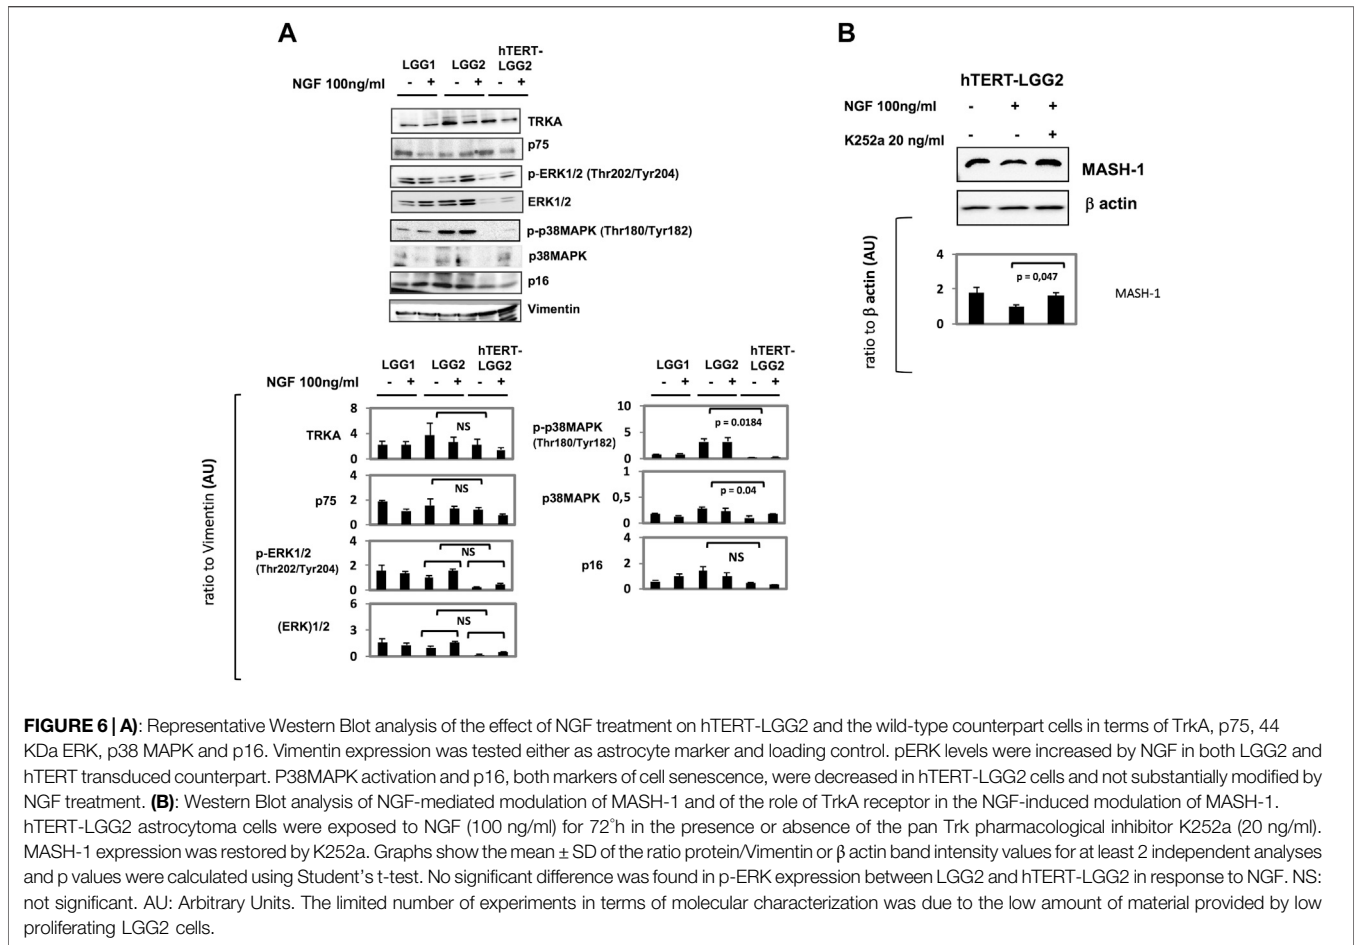 A
hTERT-
LGG1 LGG2 LGG2
NGF 100ng/ml - + - + - +
TRKA
p75
p-ERK1/2 (Thr202/Tyr204)
ERK1/2
p-p38MAPK (Thr180/Tyr182)
p38MAPK
p16
Vimentin
hTERT-
LGG1 LGG2 LGG2
NGF 100ng/ml - + - + - +
ratio to Vimentin (AU)
TRKA
8
4
0
NS
p75
4
2
0
NS
p-ERK1/2
(Thr202/Tyr204)
4
2
0
NS
(ERK)1/2
6
3
0
NS
hTERT-
LGG1 LGG2 LGG2
- + - + - +
p-p38MAPK
(Thr180/Tyr182)
10
5
0
p = 0.0184
p38MAPK
1
0,5
0
p = 0.04
p16
4
2
0
NS
B
hTERT-LGG2
NGF 100ng/ml - + +
K252a 20 ng/ml - - +
MASH-1
β actin
ratio to β actin (AU)
4
2
0
p = 0,047
MASH-1
FIGURE 6 | A): Representative Western Blot analysis of the effect of NGF treatment on hTERT-LGG2 and the wild-type counterpart cells in terms of TrkA, p75, 44
KDa ERK, p38 MAPK and p16. Vimentin expression was tested either as astrocyte marker and loading control. pERK levels were increased by NGF in both LGG2 and
hTERT transduced counterpart. P38MAPK activation and p16, both markers of cell senescence, were decreased in hTERT-LGG2 cells and not substantially modified by
NGF treatment. (B): Western Blot analysis of NGF-mediated modulation of MASH-1 and of the role of TrkA receptor in the NGF-induced modulation of MASH-1.
hTERT-LGG2 astrocytoma cells were exposed to NGF (100 ng/ml) for 72°h in the presence or absence of the pan Trk pharmacological inhibitor K252a (20 ng/ml).
MASH-1 expression was restored by K252a. Graphs show the mean ± SD of the ratio protein/Vimentin or β actin band intensity values for at least 2 independent analyses
and p values were calculated using Student's t-test. No significant difference was found in p-ERK expression between LGG2 and hTERT-LGG2 in response to NGF. NS:
not significant. AU: Arbitrary Units. The limited number of experiments in terms of molecular characterization was due to the low amount of material provided by low
proliferating LGG2 cells.